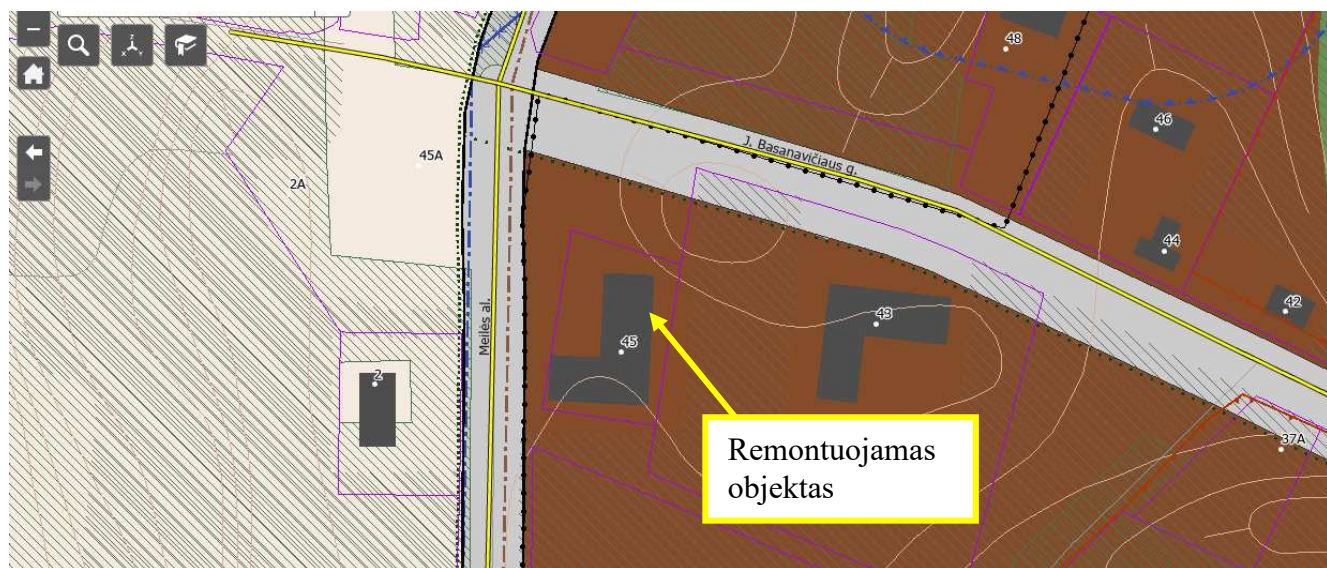 48
46
J. Basanavičiaus g.
45A
2A
44
42
43
Meilės al.
45
2
Remontuojamas
objektas
37A